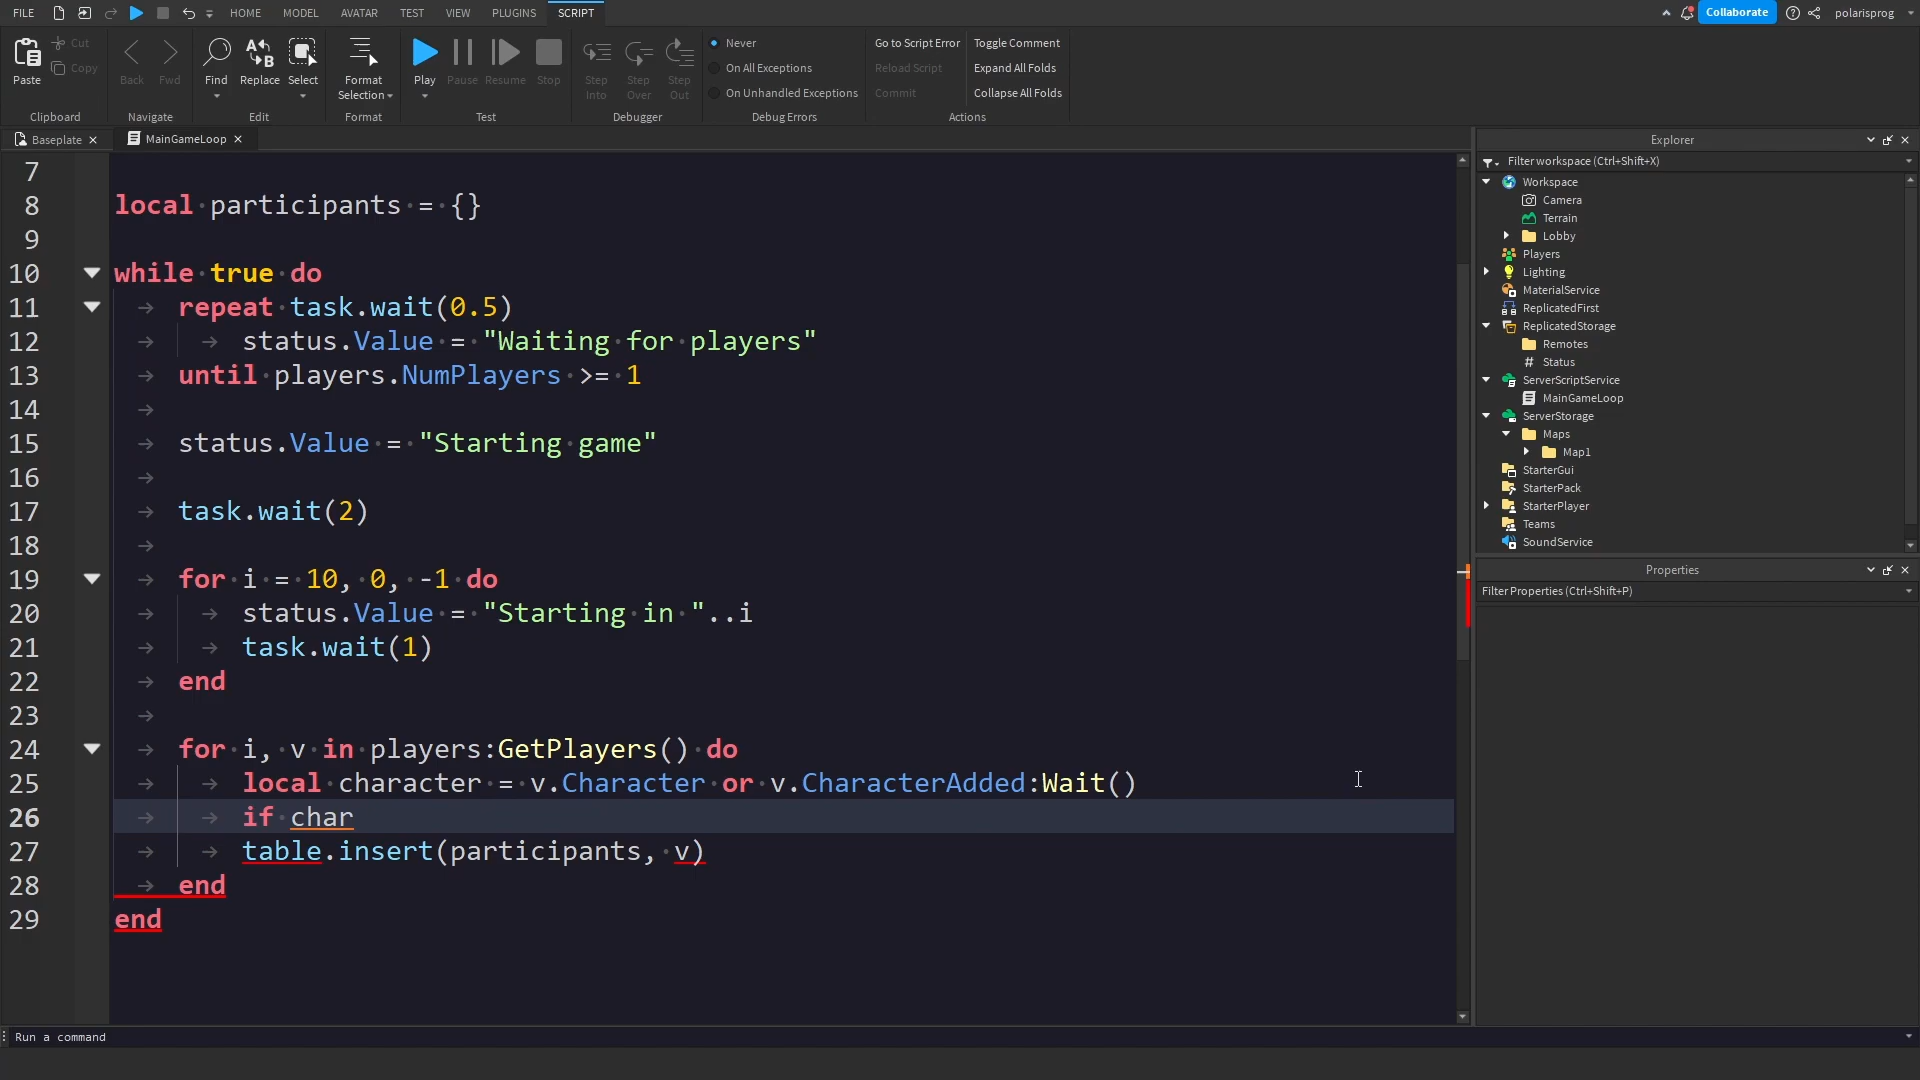 FILE HOME MODEL AVATAR TEST VIEW PLUGINS SCRIPT Collaborate polarisprog
Paste Cut Copy
Clipboard
Back Fwd
Navigate
Find Replace Select
Edit
Format Selection
Format
Play Pause Resume Stop
Test
Step Into Step Over Step Out
Debugger
Never
On All Exceptions
On Unhandled Exceptions
Debug Errors
Go to Script Error Toggle Comment
Reload Script Expand All Folds
Commit Collapse All Folds
Actions
Baseplate MainGameLoop
7
8 local participants = {}
9
10 while true do
11 repeat task.wait(0.5)
12 status.Value = "Waiting for players"
13 until players.NumPlayers >= 1
14
15 status.Value = "Starting game"
16
17 task.wait(2)
18
19 for i = 10, 0, -1 do
20 status.Value = "Starting in "..i
21 task.wait(1)
22 end
23
24 for i, v in players:GetPlayers() do
25 local character = v.Character or v.CharacterAdded:Wait()
26 if char
27 table.insert(participants, v)
28 end
29 end
Explorer
Filter workspace (Ctrl+Shift+X)
Workspace
Camera
Terrain
Lobby
Players
Lighting
MaterialService
ReplicatedFirst
ReplicatedStorage
Remotes
# Status
ServerScriptService
MainGameLoop
ServerStorage
Maps
Map1
StarterGui
StarterPack
StarterPlayer
Teams
SoundService
Properties
Filter Properties (Ctrl+Shift+P)
Run a command